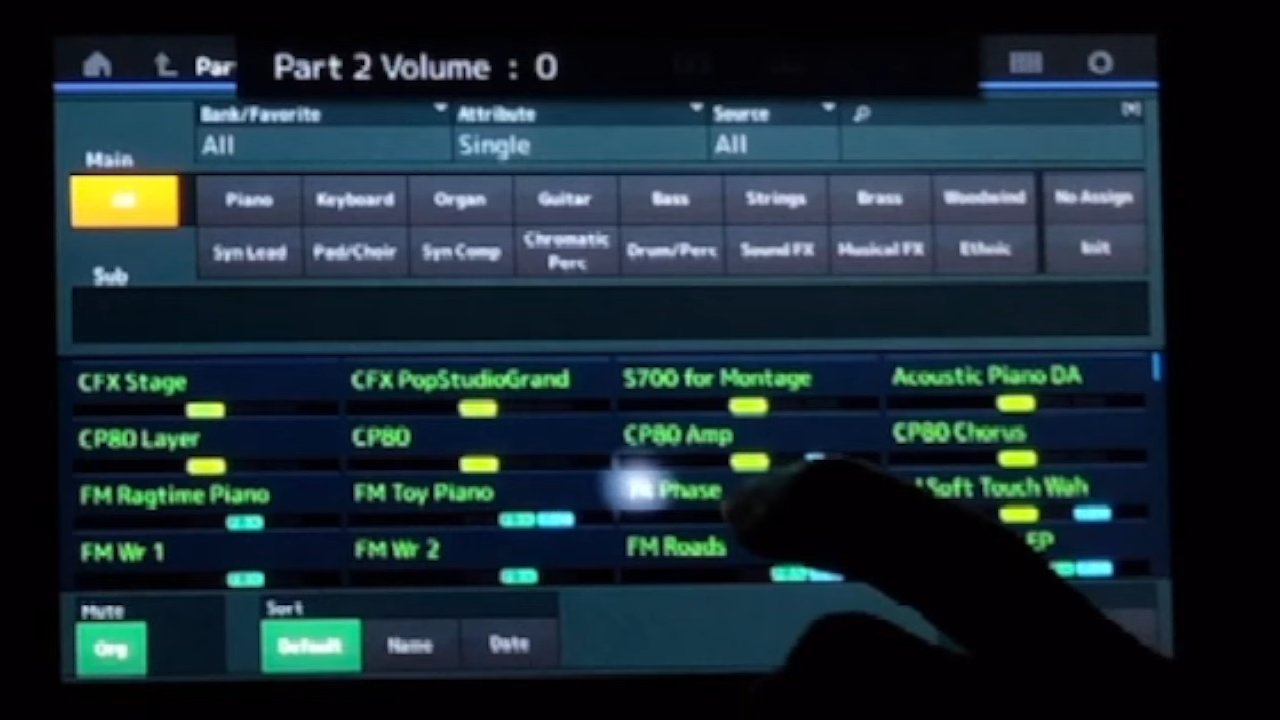 Part 2 Volume : 0
Bank/Favorite Attribute Source
All Single All
Main
All
Piano Keyboard Organ Guitar Bass Strings Brass Woodwind No Assign
Syn Lead Pad/Choir Syn Comp Chromatic Perc Drum/Perc Sound FX Musical FX Ethnic Init
Sub
CFX Stage CFX PopStudioGrand S700 for Montage Acoustic Piano DA
CP80 Layer CP80 CP80 Amp CP80 Chorus
FM Ragtime Piano FM Toy Piano Phase Soft Touch Wah
FM Wr 1 FM Wr 2 FM Roads EP
Mute Sort
Org Default Name Date